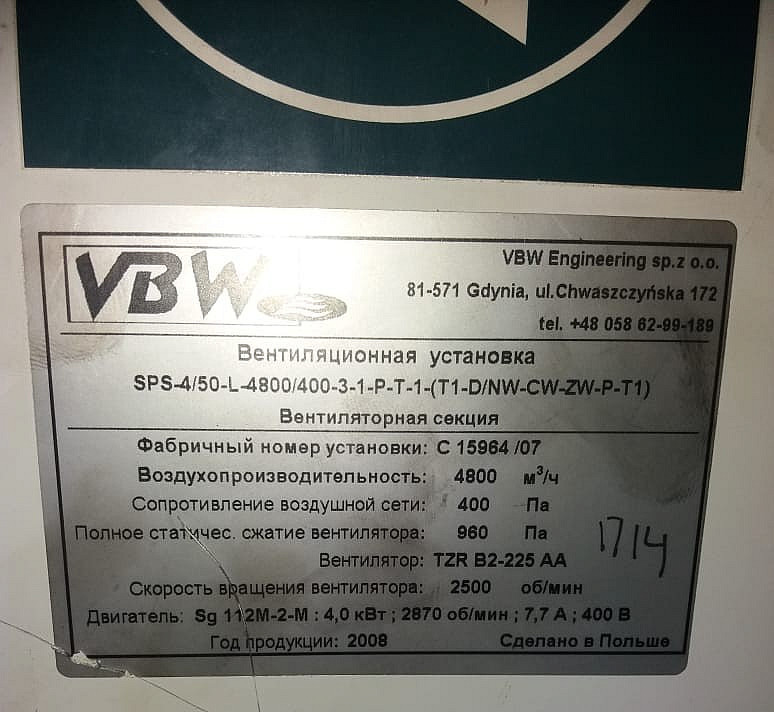 VBW
VBW Engineering sp.z o.o.
81-571 Gdynia, ul.Chwaszczyńska 172
tel. +48 058 62-99-189
Вентиляционная установка
SPS-4/50-L-4800/400-3-1-P-T-1-(T1-D/NW-CW-ZW-P-T1)
Вентиляторная секция
Фабричный номер установки: C 15964 /07
Воздухопроизводительность: 4800 м³/ч
Сопротивление воздушной сети: 400 Па
Полное статичес. сжатие вентилятора: 960 Па
1714
Вентилятор: TZR B2-225 AA
Скорость вращения вентилятора: 2500 об/мин
Двигатель: Sg 112M-2-M : 4,0 кВт ; 2870 об/мин ; 7,7 А ; 400 В
Год продукции: 2008 Сделано в Польше